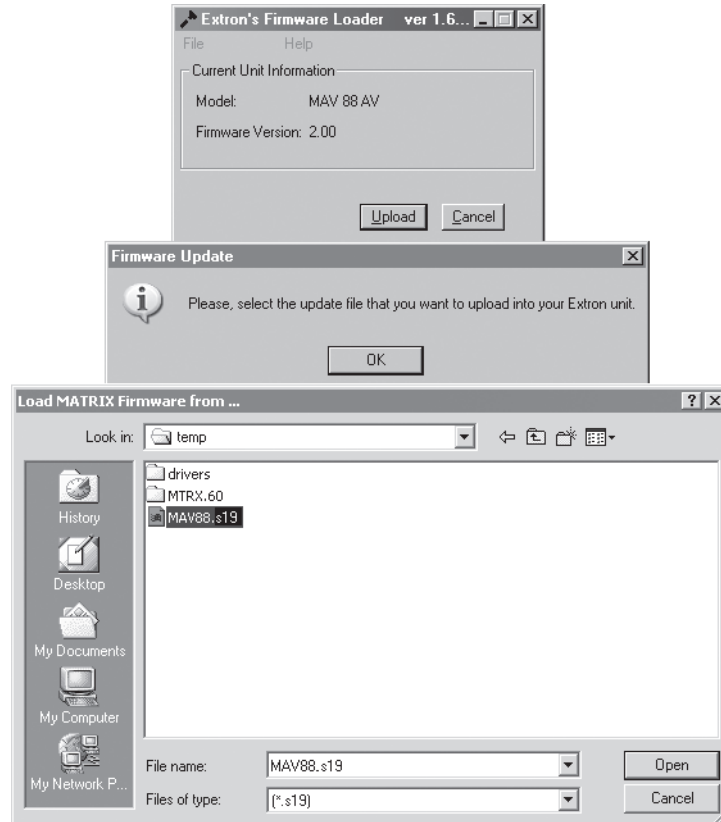 Extron's Firmware Loader ver 1.6...
File Help
Current Unit Information
Model: MAV 88 AV
Firmware Version: 2.00
Upload Cancel
Firmware Update
Please, select the update file that you want to upload into your Extron unit.
OK
Load MATRIX Firmware from ...
Look in: temp
drivers
MTRX.60
MAV88.s19
History
Desktop
My Documents
My Computer
My Network P...
File name: MAV88.s19 Open
Files of type: (*.s19) Cancel